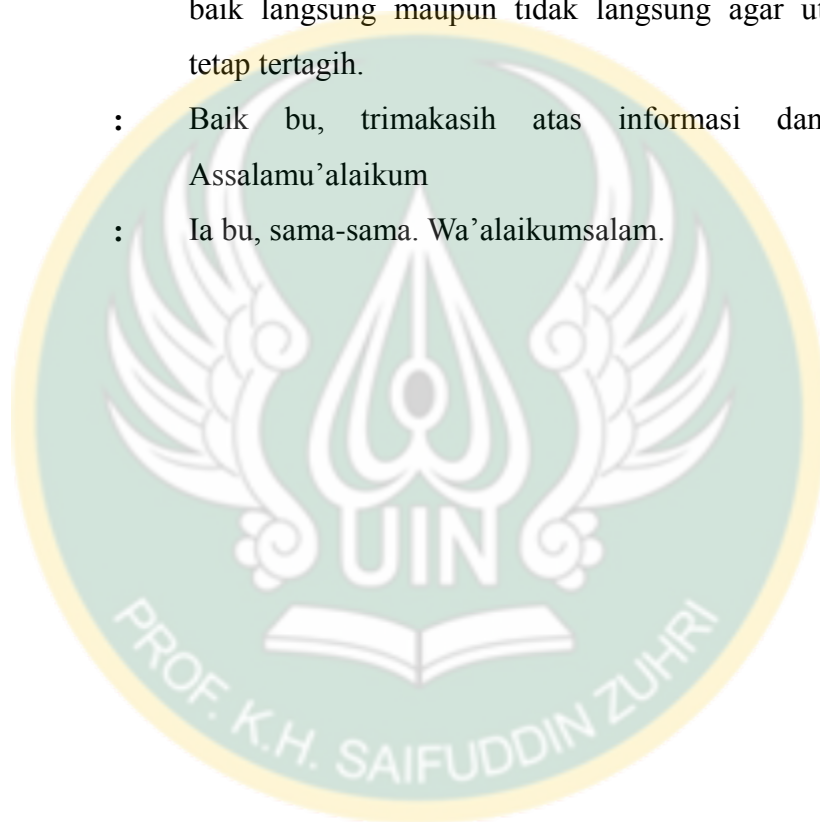 baik langsung maupun tidak langsung agar
tetap tertagih.
: Baik bu, trimakasih atas informasi dan
Assalamu’alaikum
: Ia bu, sama-sama. Wa’alaikumsalam.
UIN
PROF. K.H. SAIFUDDIN ZUHRI